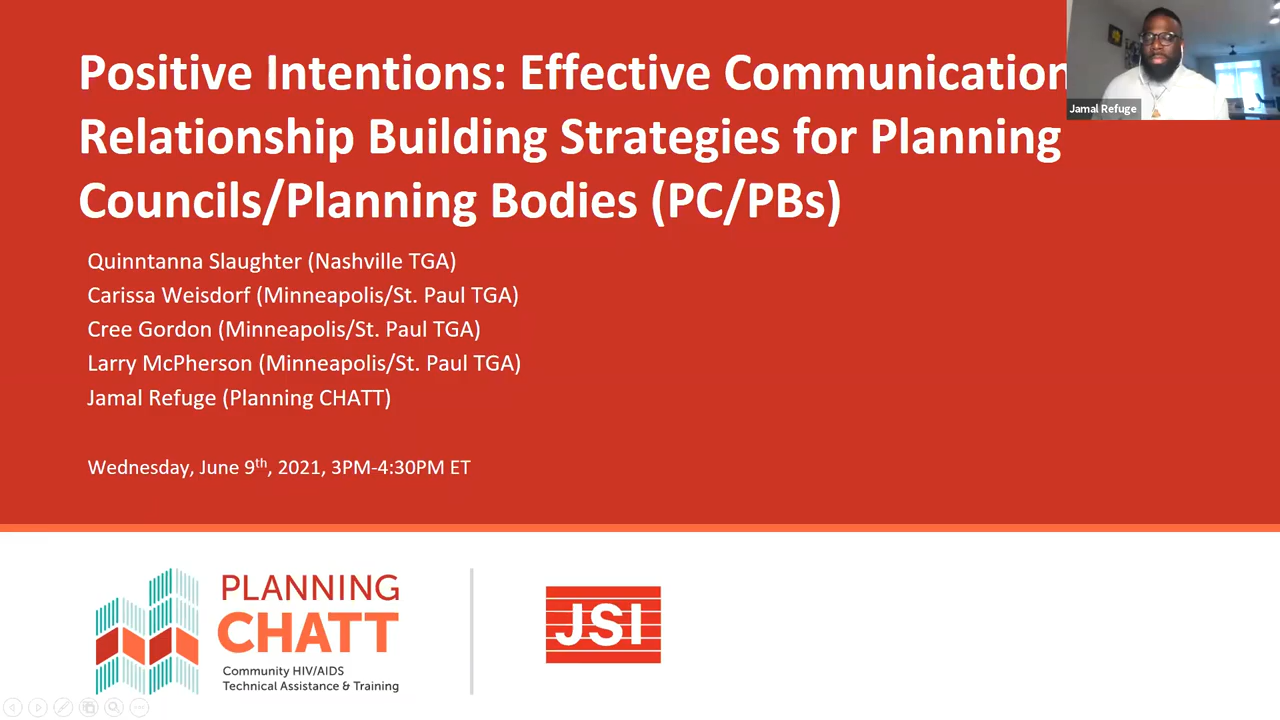 Positive Intentions: Effective Communication
Relationship Building Strategies for Planning
Councils/Planning Bodies (PC/PBs)
Jamal Refuge
Quinntanna Slaughter (Nashville TGA)
Carissa Weisdorf (Minneapolis/St. Paul TGA)
Cree Gordon (Minneapolis/St. Paul TGA)
Larry McPherson (Minneapolis/St. Paul TGA)
Jamal Refuge (Planning CHATT)
Wednesday, June 9th, 2021, 3PM-4:30PM ET
PLANNING
CHATT
Community HIV/AIDS
Technical Assistance & Training
JSI